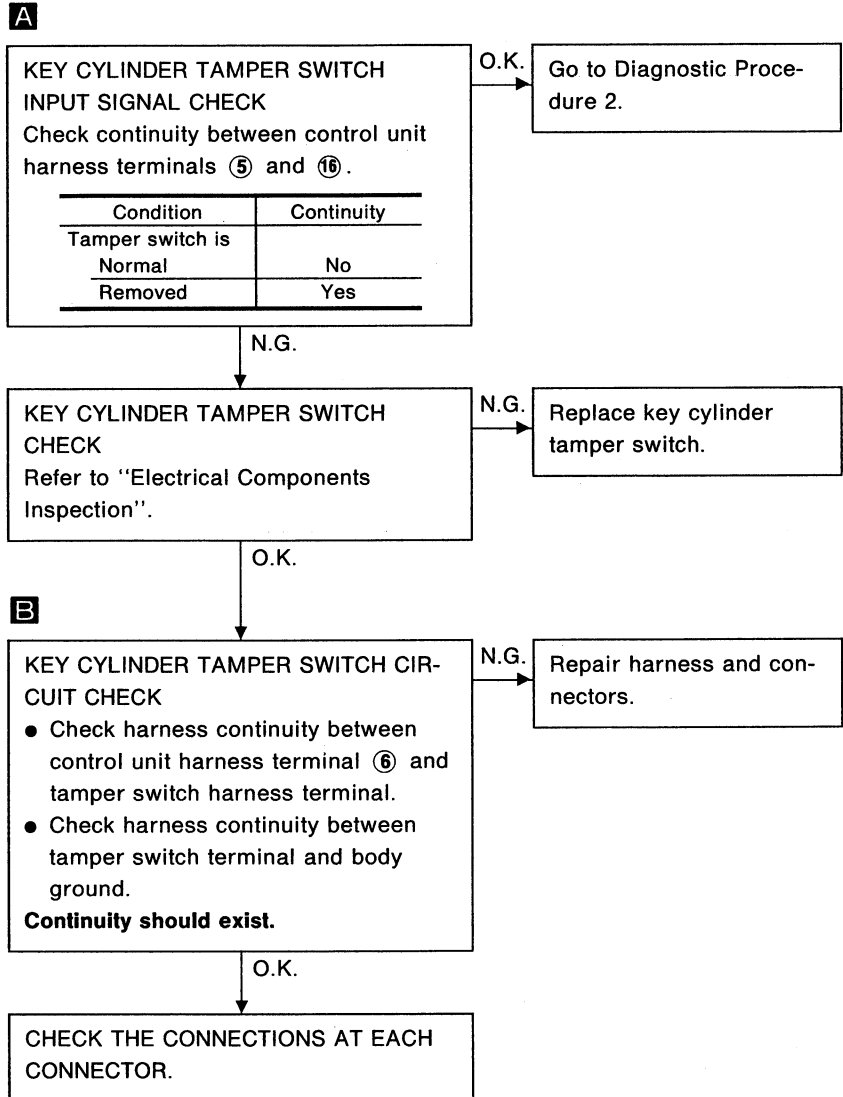 A
KEY CYLINDER TAMPER SWITCH
INPUT SIGNAL CHECK
Check continuity between control unit
harness terminals ⑤ and ⑯.
Condition Continuity
Tamper switch is
Normal No
Removed Yes
O.K.
Go to Diagnostic Proce-
dure 2.
N.G.
KEY CYLINDER TAMPER SWITCH
CHECK
Refer to ''Electrical Components
Inspection''.
N.G.
Replace key cylinder
tamper switch.
O.K.
B
KEY CYLINDER TAMPER SWITCH CIR-
CUIT CHECK
● Check harness continuity between
control unit harness terminal ⑥ and
tamper switch harness terminal.
● Check harness continuity between
tamper switch terminal and body
ground.
Continuity should exist.
N.G.
Repair harness and con-
nectors.
O.K.
CHECK THE CONNECTIONS AT EACH
CONNECTOR.